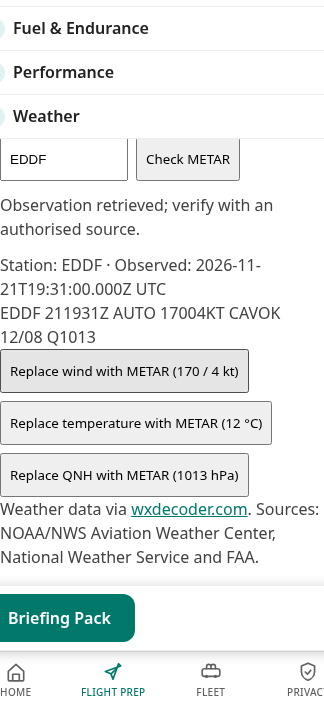 Fuel & Endurance
Performance
Weather
EDDF
Check METAR
Observation retrieved; verify with an
authorised source.
Station: EDDF · Observed: 2026-11-
21T19:31:00.000Z UTC
EDDF 211931Z AUTO 17004KT CAVOK
12/08 Q1013
Replace wind with METAR (170 / 4 kt)
Replace temperature with METAR (12 °C)
Replace QNH with METAR (1013 hPa)
Weather data via wxdecoder.com. Sources:
NOAA/NWS Aviation Weather Center,
National Weather Service and FAA.
Briefing Pack
HOME
FLIGHT PREP
FLEET
PRIVAC